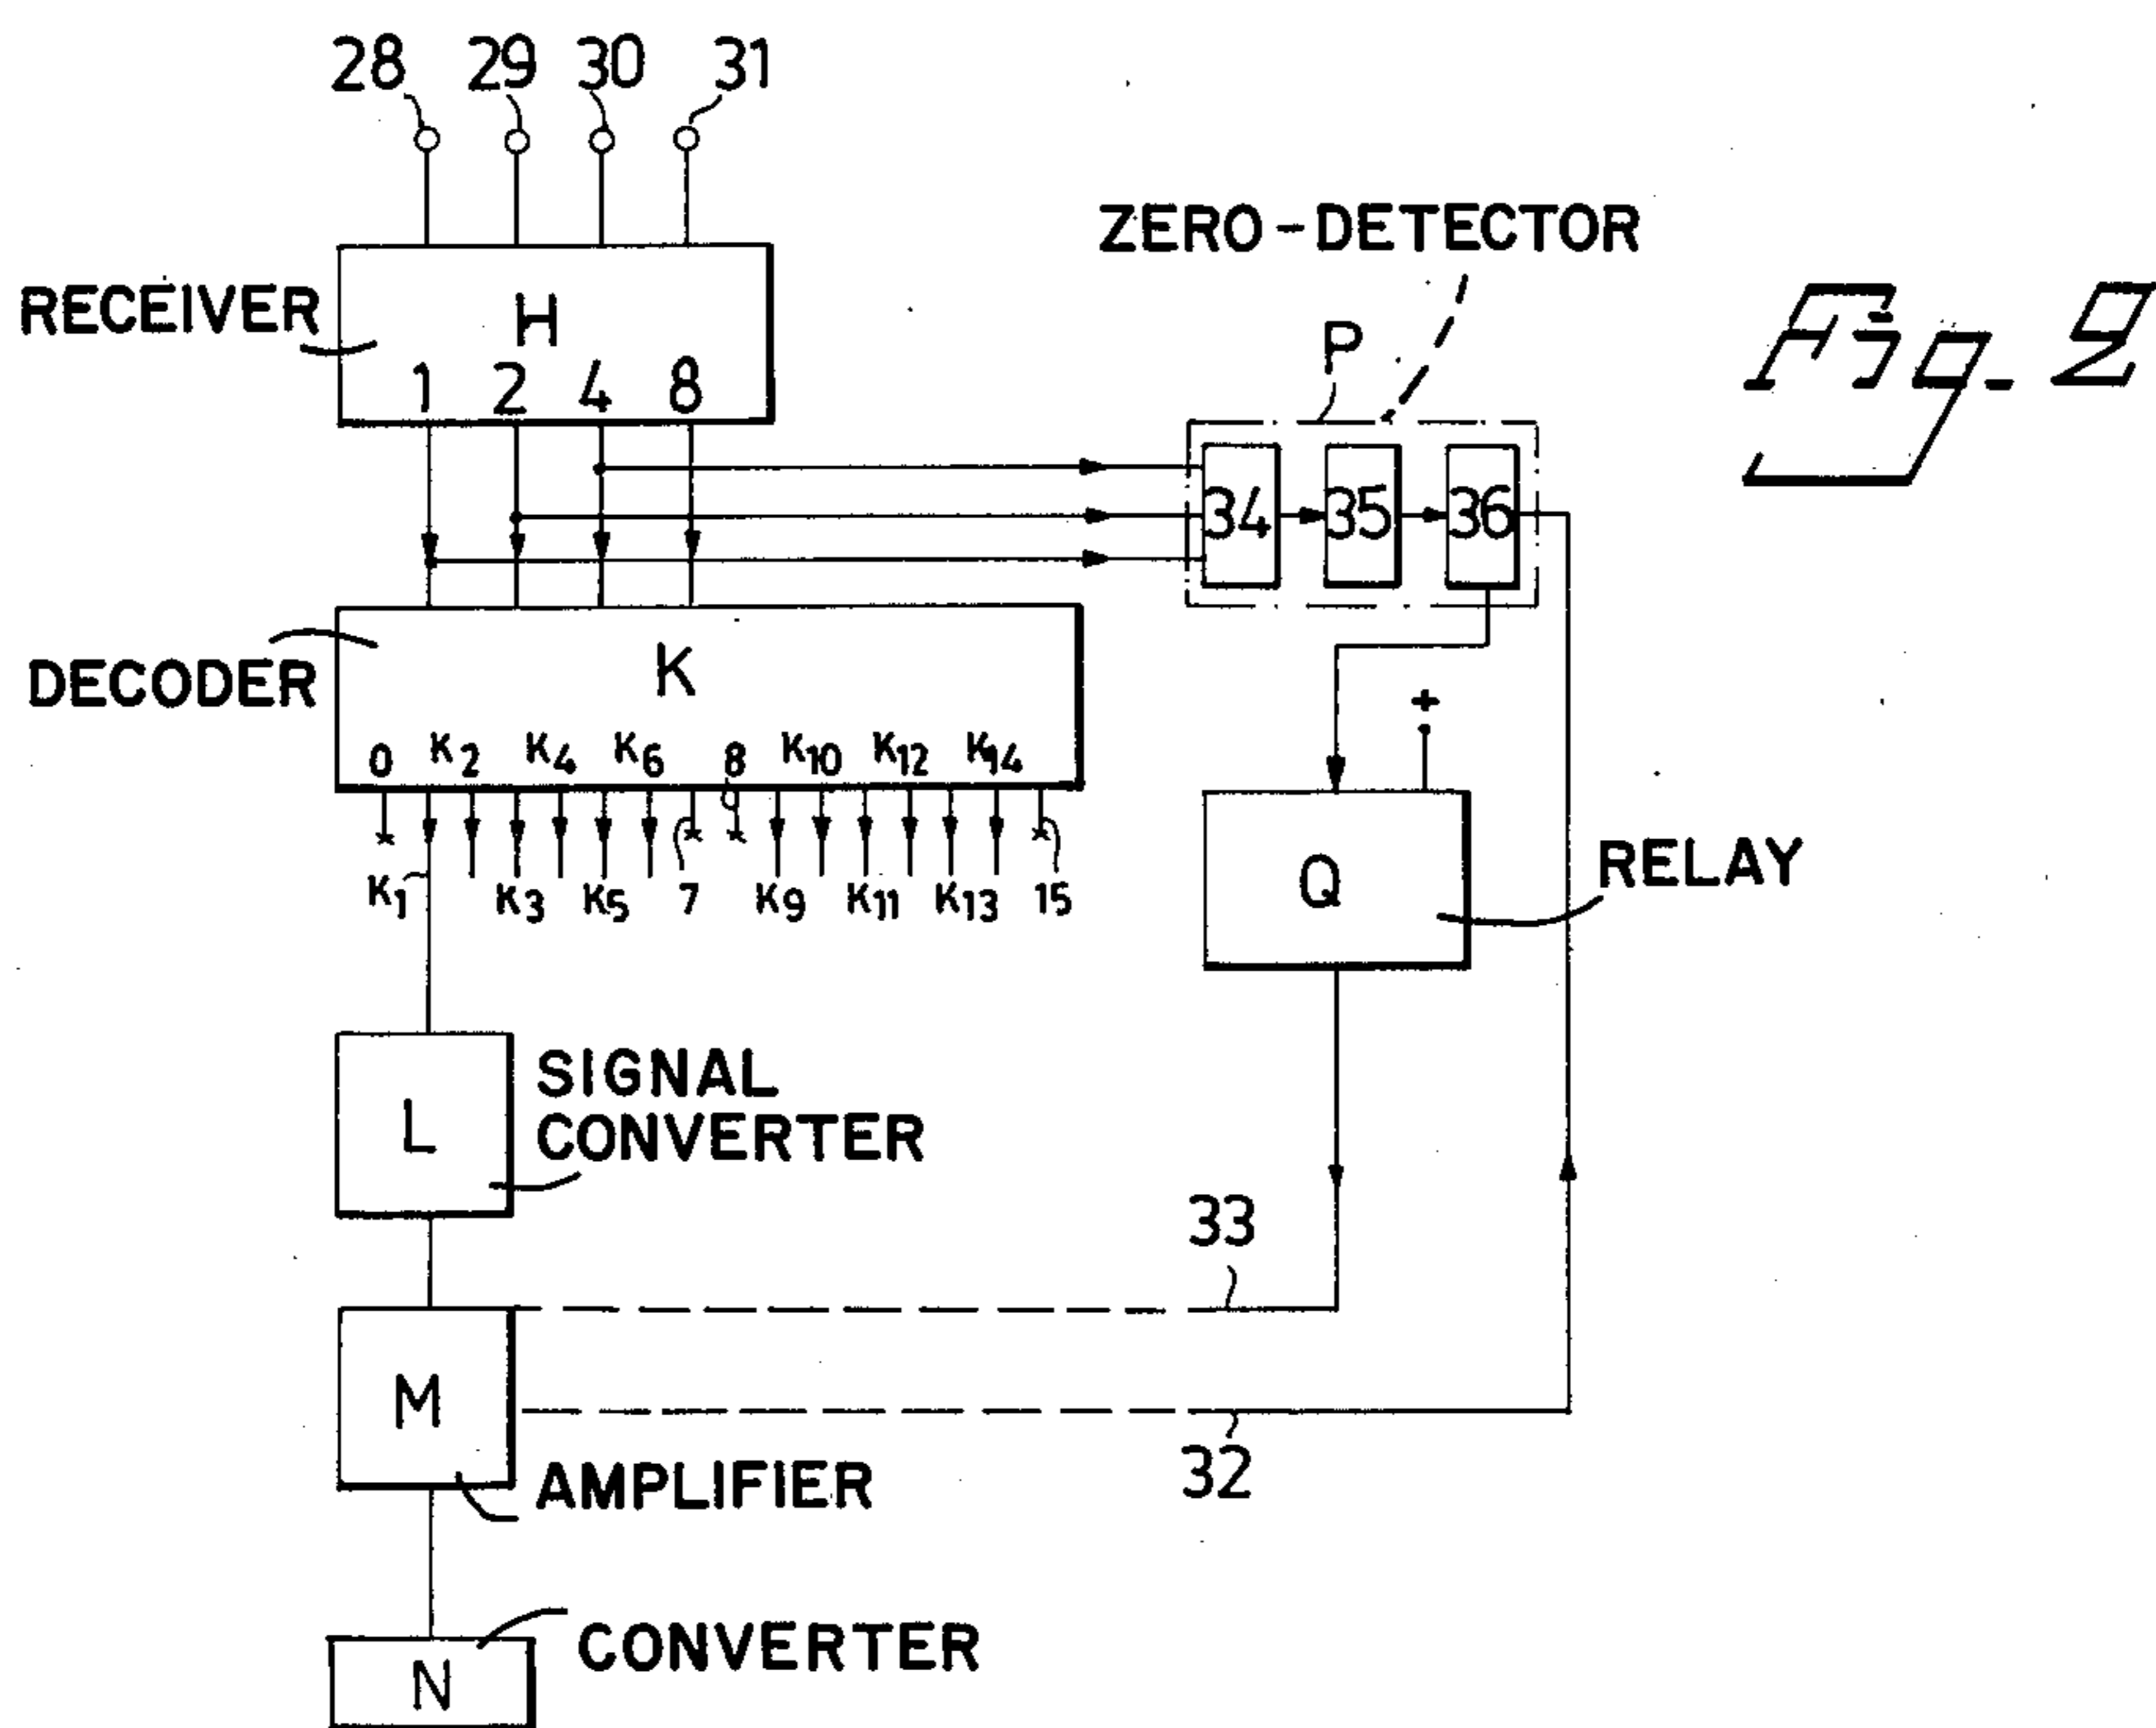 28 29 30 31
ZERO-DETECTOR
Fig. 2
RECEIVER
H
P
1 2 4 8
34 35 36
DECODER
K
+
0 K2 K4 K6 8 K10 K12 K14
K1 K3 K5 7 K9 K11 K13 15
Q
RELAY
L
SIGNAL
CONVERTER
33
M
32
AMPLIFIER
CONVERTER
N